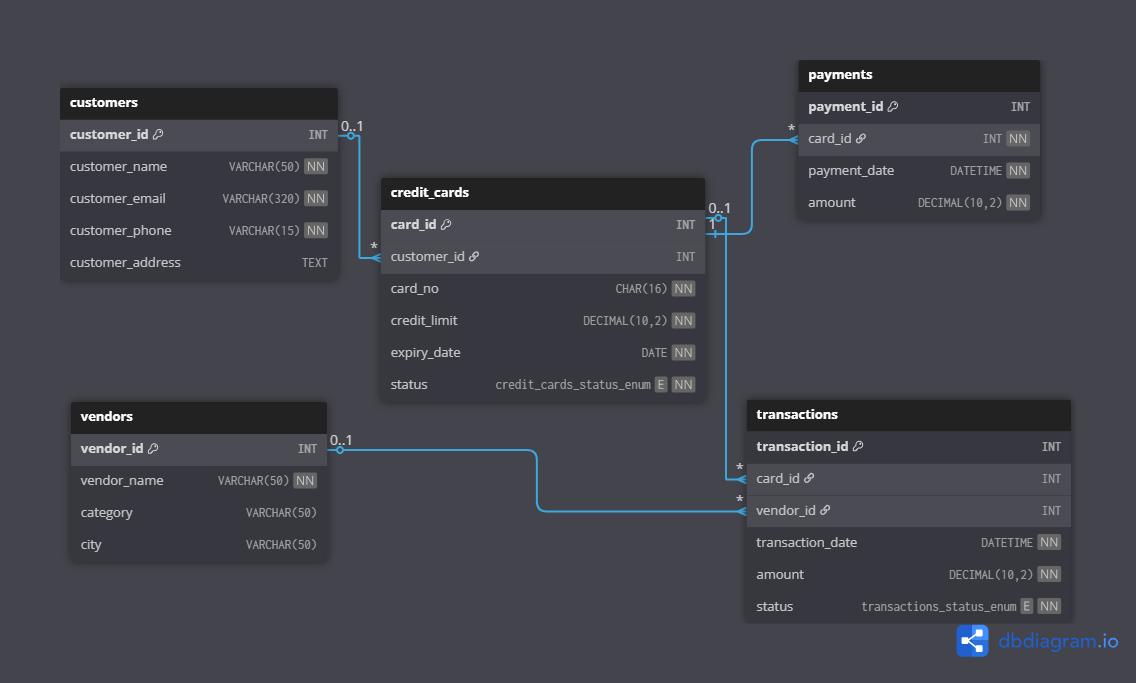 customers
customer_id INT
customer_name VARCHAR(50) NN
customer_email VARCHAR(320) NN
customer_phone VARCHAR(15) NN
customer_address TEXT
0..1
*
credit_cards
card_id INT
customer_id INT
card_no CHAR(16) NN
credit_limit DECIMAL(10,2) NN
expiry_date DATE NN
status credit_cards_status_enum E NN
0..1
1
*
payments
payment_id INT
card_id INT NN
payment_date DATETIME NN
amount DECIMAL(10,2) NN
vendors
vendor_id INT
vendor_name VARCHAR(50) NN
category VARCHAR(50)
city VARCHAR(50)
0..1
*
*
transactions
transaction_id INT
card_id INT
vendor_id INT
transaction_date DATETIME NN
amount DECIMAL(10,2) NN
status transactions_status_enum E NN
dbdiagram.io